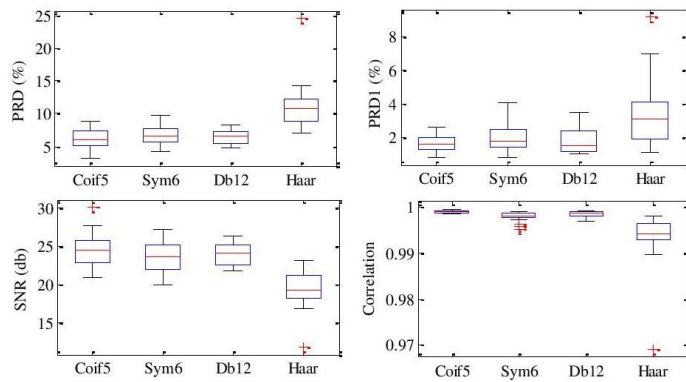 PRD (%)
25
20
15
10
5
Coif5 Sym6 Db12 Haar
PRD1 (%)
8
6
4
2
Coif5 Sym6 Db12 Haar
SNR (db)
30
25
20
15
Coif5 Sym6 Db12 Haar
Correlation
1
0.99
0.98
0.97
Coif5 Sym6 Db12 Haar